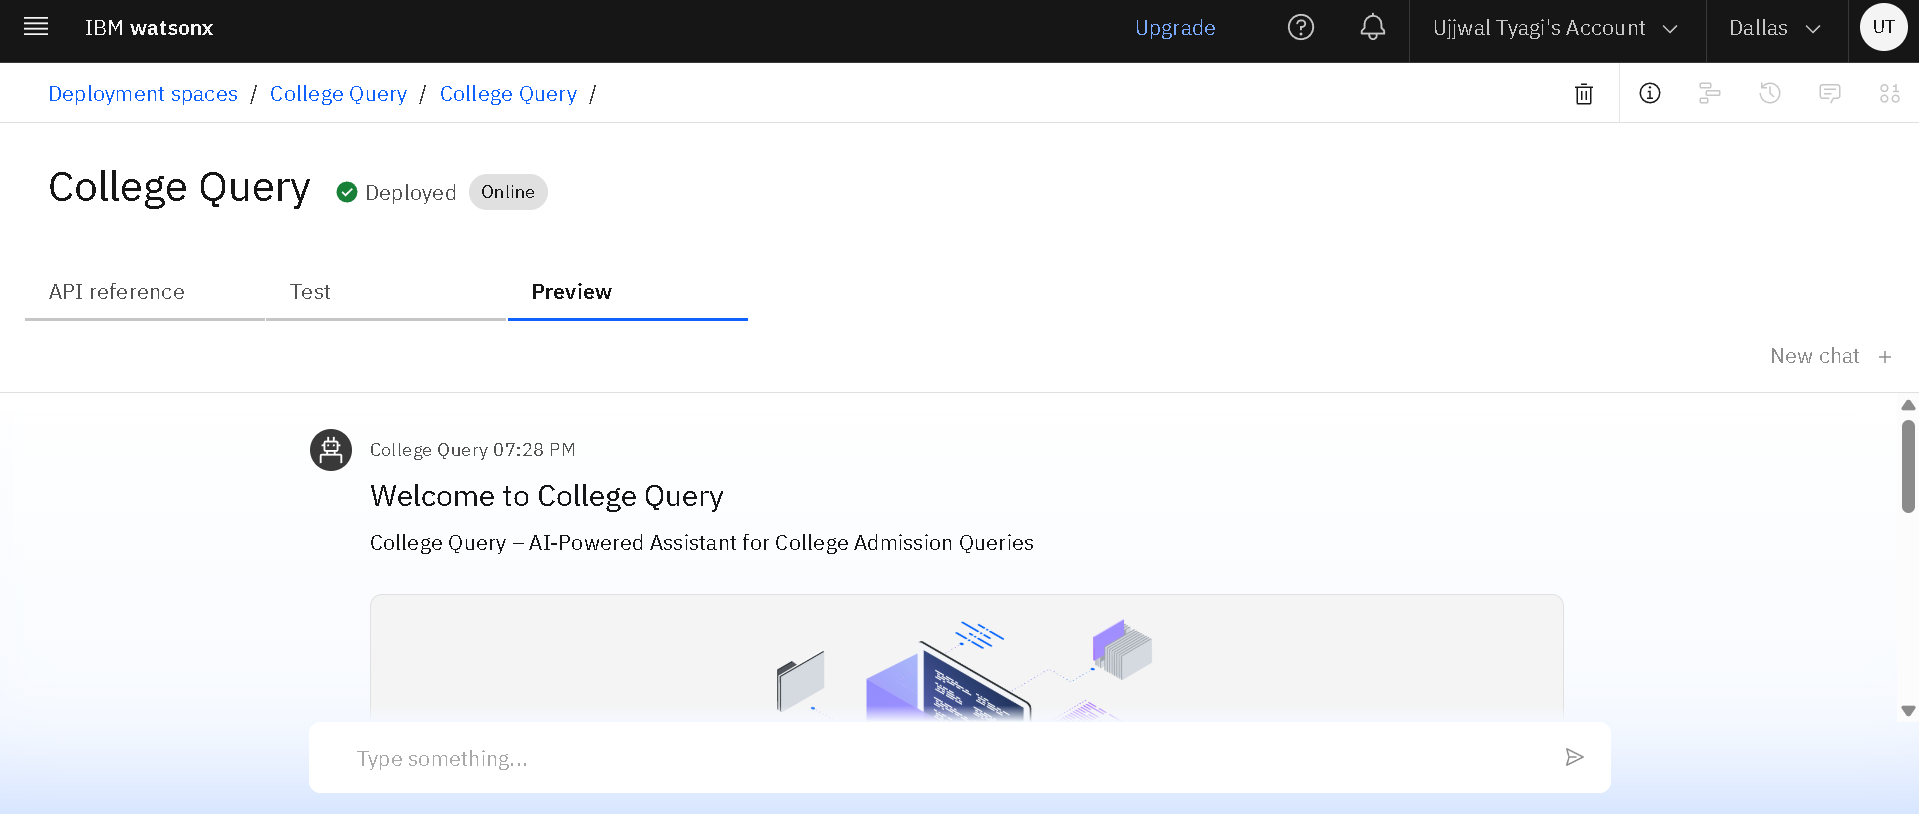 IBM watsonx
Upgrade
Ujjwal Tyagi's Account
Dallas
UT
Deployment spaces / College Query / College Query /
College Query
Deployed
Online
API reference
Test
Preview
New chat +
College Query 07:28 PM
Welcome to College Query
College Query – AI-Powered Assistant for College Admission Queries
Type something...